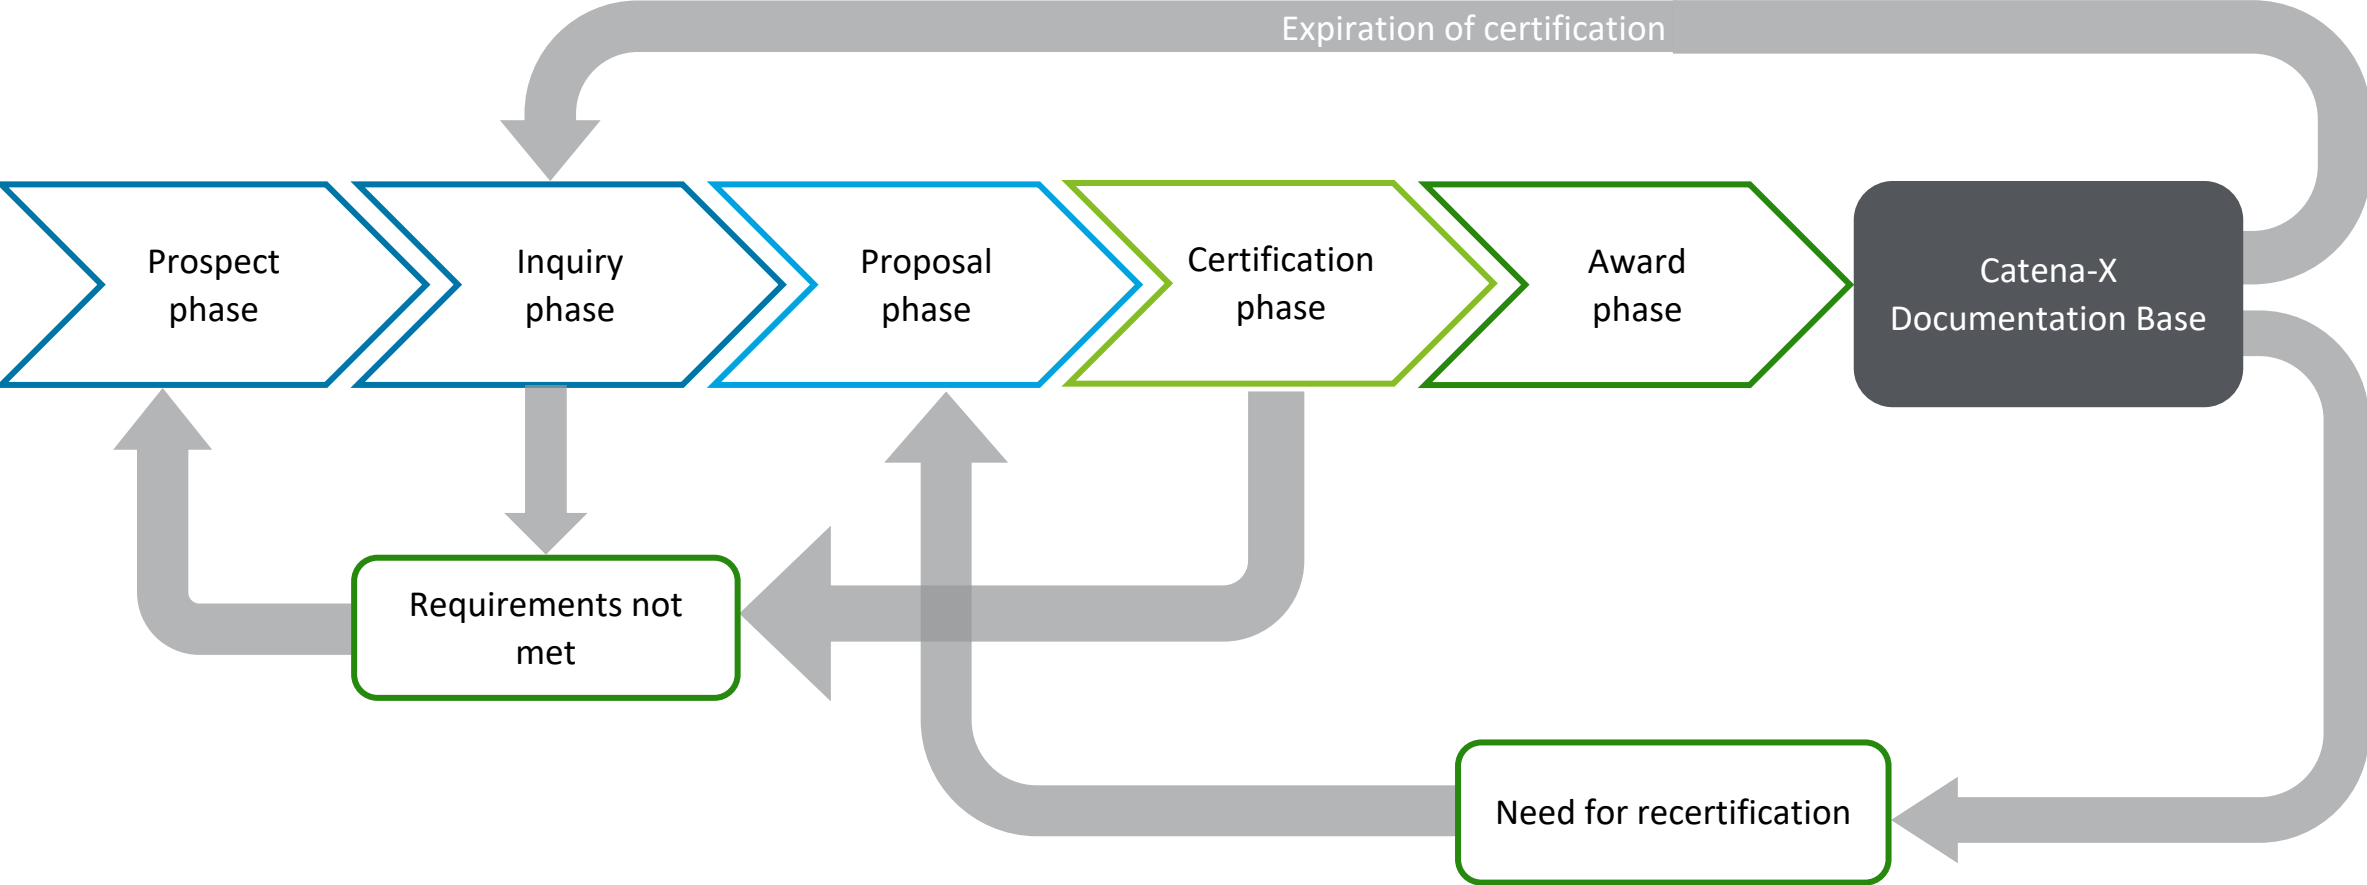 Expiration of certification
Prospect
phase
Inquiry
phase
Proposal
phase
Certification
phase
Award
phase
Catena-X
Documentation Base
Requirements not
met
Need for recertification